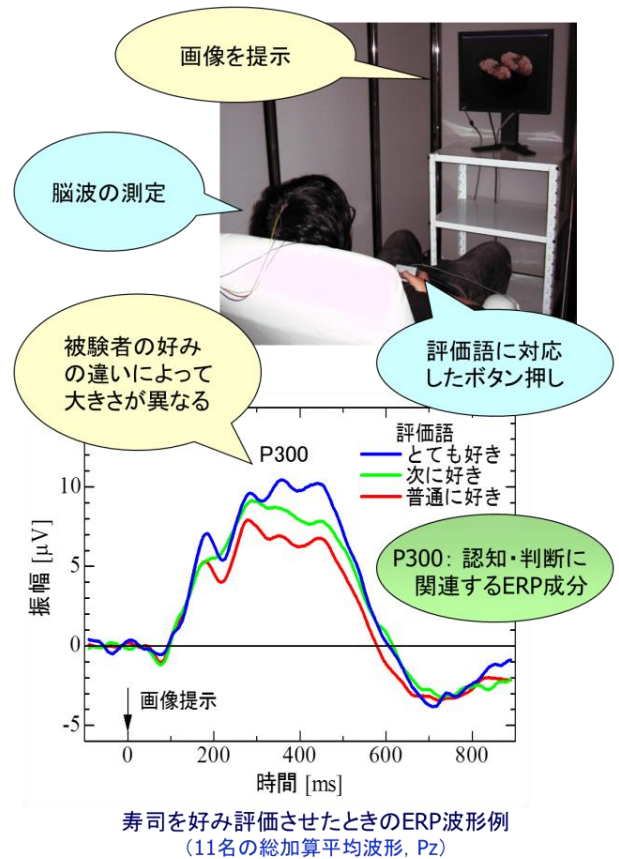 画像を提示
脳波の測定
評価語に対応
したボタン押し
被験者の好み
の違いによって
大きさが異なる
P300
評価語
とても好き
次に好き
普通に好き
P300: 認知・判断に
関連するERP成分
振幅 [μV]
10
5
0
-5
画像提示
0 200 400 600 800
時間 [ms]
寿司を好み評価させたときのERP波形例
(11名の総加算平均波形, Pz)